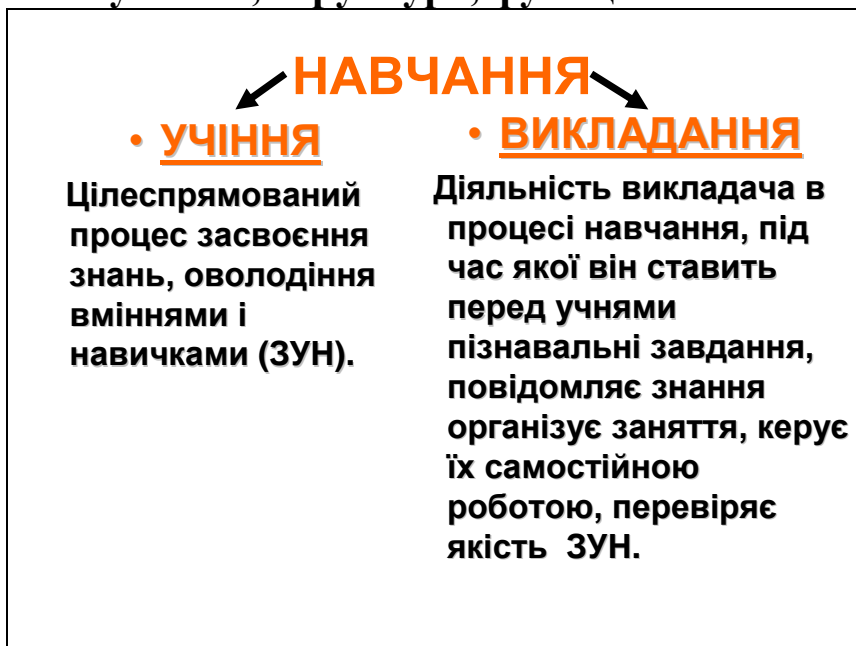 НАВЧАННЯ
• УЧІННЯ
Цілеспрямований
процес засвоєння
знань, оволодіння
вміннями і
навичками (ЗУН).
• ВИКЛАДАННЯ
Діяльність викладача в
процесі навчання, під
час якої він ставить
перед учнями
пізнавальні завдання,
повідомляє знання
організує заняття, керує
їх самостійною
роботою, перевіряє
якість ЗУН.